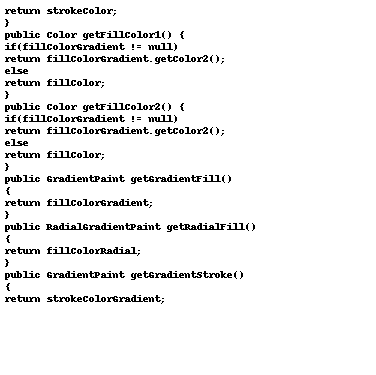 return strokeColor;
}
public Color getFillColor1() {
if(fillColorGradient != null)
return fillColorGradient.getColor2();
else
return fillColor;
}
public Color getFillColor2() {
if(fillColorGradient != null)
return fillColorGradient.getColor2();
else
return fillColor;
}
public GradientPaint getGradientFill()
{
return fillColorGradient;
}
public RadialGradientPaint getRadialFill()
{
return fillColorRadial;
}
public GradientPaint getGradientStroke()
{
return strokeColorGradient;